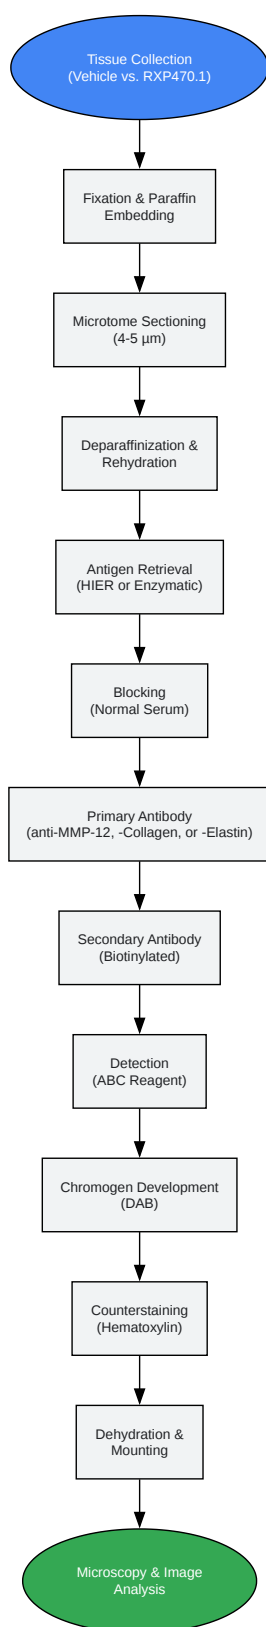 Tissue Collection
(Vehicle vs. RXP470.1)
Fixation & Paraffin
Embedding
Microtome Sectioning
(4-5 µm)
Deparaffinization &
Rehydration
Antigen Retrieval
(HIER or Enzymatic)
Blocking
(Normal Serum)
Primary Antibody
(anti-MMP-12, -Collagen, or -Elastin)
Secondary Antibody
(Biotinylated)
Detection
(ABC Reagent)
Chromogen Development
(DAB)
Counterstaining
(Hematoxylin)
Dehydration &
Mounting
Microscopy & Image
Analysis